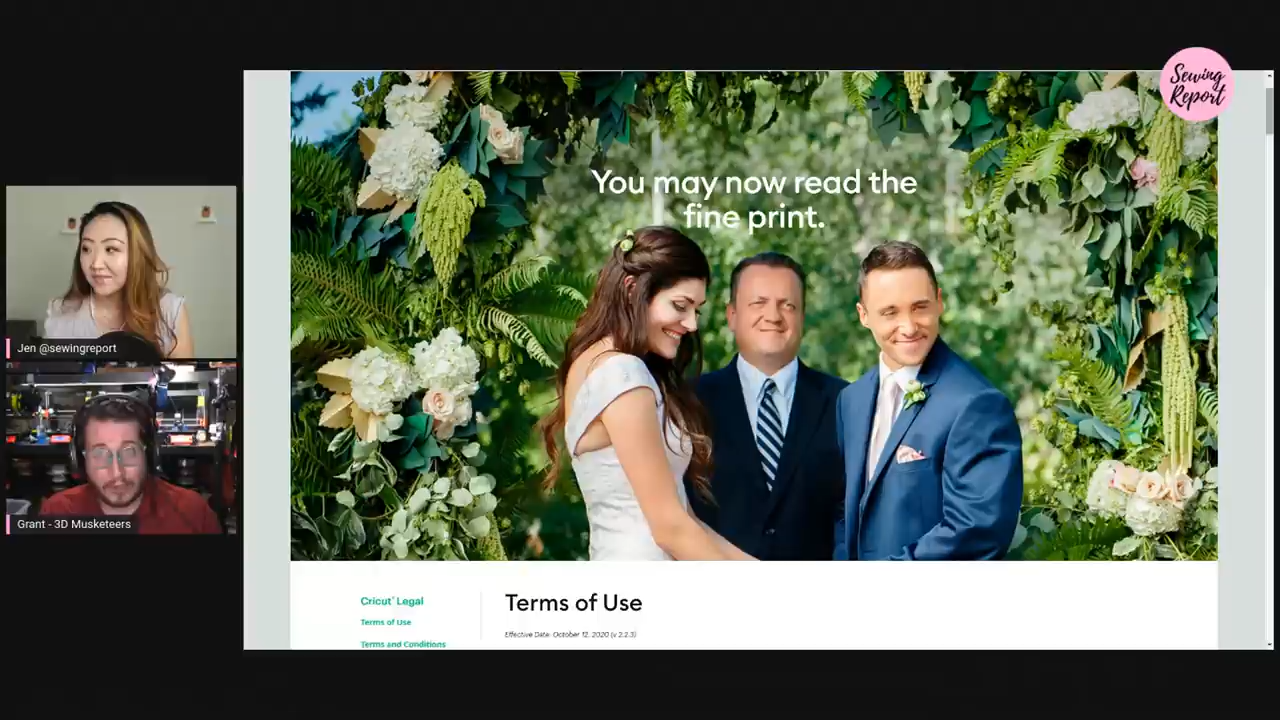 Sewing
Report
You may now read the
fine print.
Jen @sewingreport
Grant - 3D Musketeers
Cricut® Legal
Terms of Use
Terms and Conditions
Terms of Use
Effective Date: October 12, 2020 (v 2.2.3)